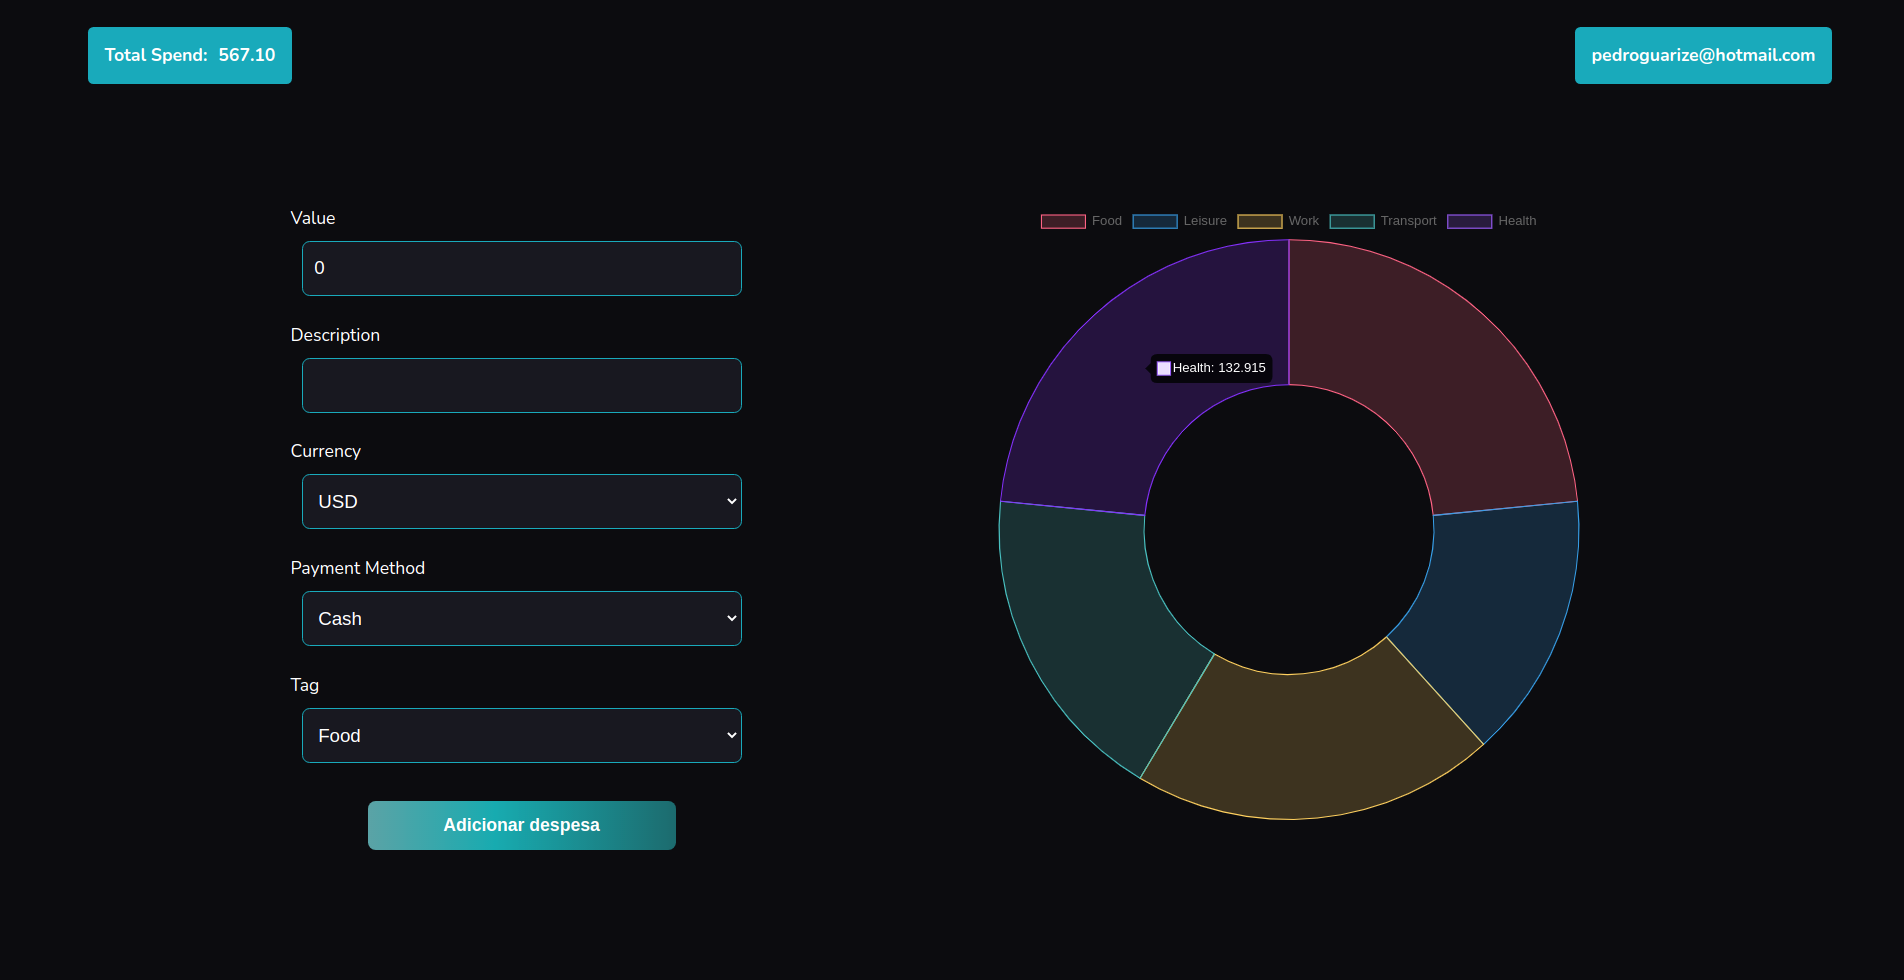 Total Spend: 567.10
pedroguarize@hotmail.com
Value
0
Description
Currency
USD
Payment Method
Cash
Tag
Food
Adicionar despesa
Food Leisure Work Transport Health
Health: 132.915